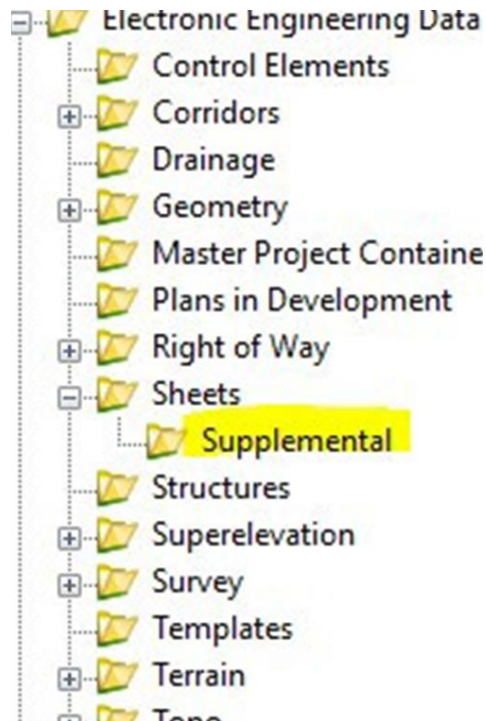 Electronic Engineering Data
Control Elements
Corridors
Drainage
Geometry
Master Project Containe
Plans in Development
Right of Way
Sheets
Supplemental
Structures
Superelevation
Survey
Templates
Terrain
Topo